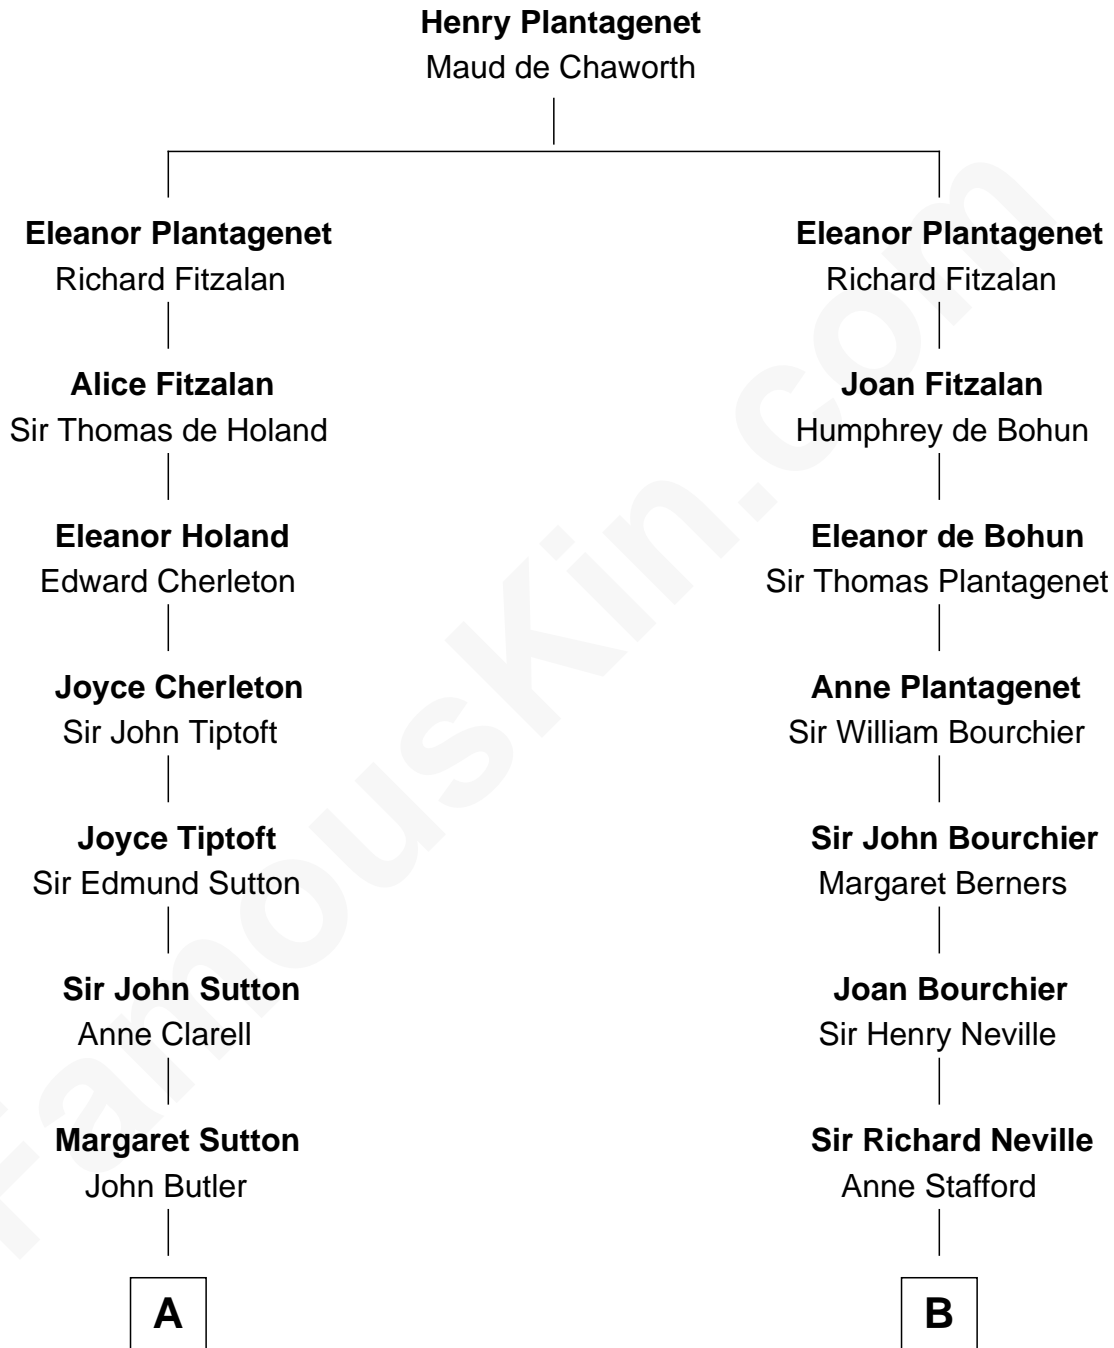 Henry Plantagenet
Maud de Chaworth
Eleanor Plantagenet
Richard Fitzalan
Alice Fitzalan
Sir Thomas de Holand
Eleanor Holand
Edward Cherleton
Joyce Cherleton
Sir John Tiptoft
Joyce Tiptoft
Sir Edmund Sutton
Sir John Sutton
Anne Clarell
Margaret Sutton
John Butler
A
Eleanor Plantagenet
Richard Fitzalan
Joan Fitzalan
Humphrey de Bohun
Eleanor de Bohun
Sir Thomas Plantagenet
Anne Plantagenet
Sir William Bourchier
Sir John Bourchier
Margaret Berners
Joan Bourchier
Sir Henry Neville
Sir Richard Neville
Anne Stafford
B
FamousKin.com